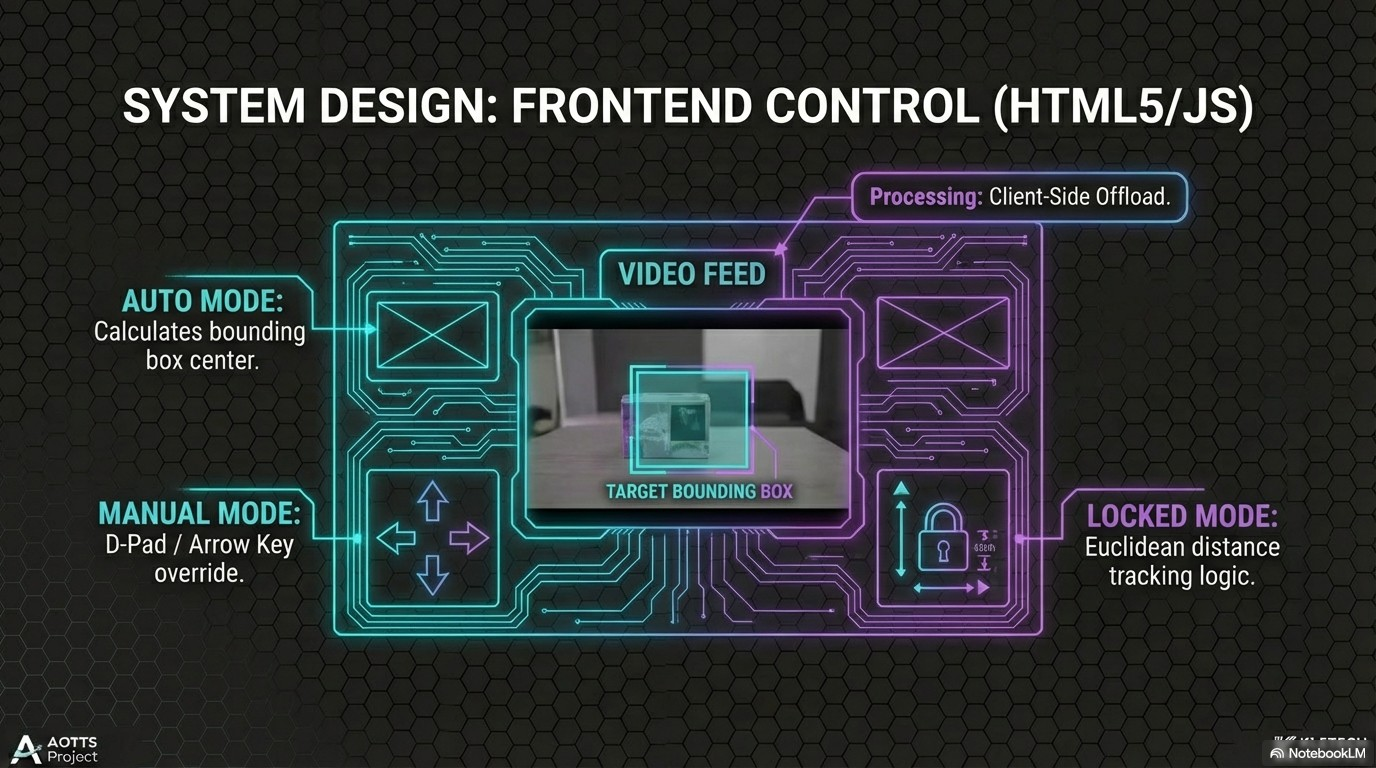 SYSTEM DESIGN: FRONTEND CONTROL (HTML5/JS)
Processing: Client-Side Offload.
VIDEO FEED
AUTO MODE:
Calculates bounding
box center.
TARGET BOUNDING BOX
MANUAL MODE:
D-Pad / Arrow Key
override.
LOCKED MODE:
Euclidean distance
tracking logic.
AOTTS
Project
NotebookLM